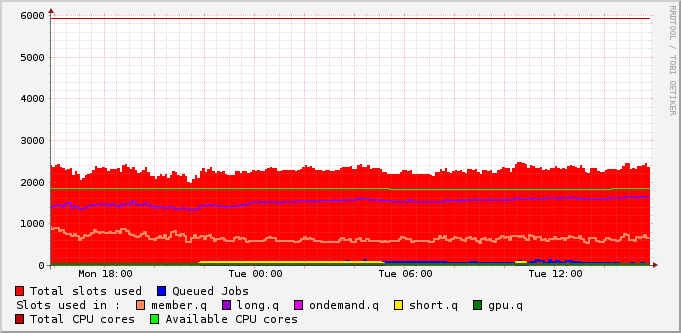 RRDTOOL / TOBI OETIKER
6000
5000
4000
3000
2000
1000
0
Mon 18:00 Tue 00:00 Tue 06:00 Tue 12:00
Total slots used Queued Jobs
Slots used in : member.q long.q ondemand.q short.q gpu.q
Total CPU cores Available CPU cores